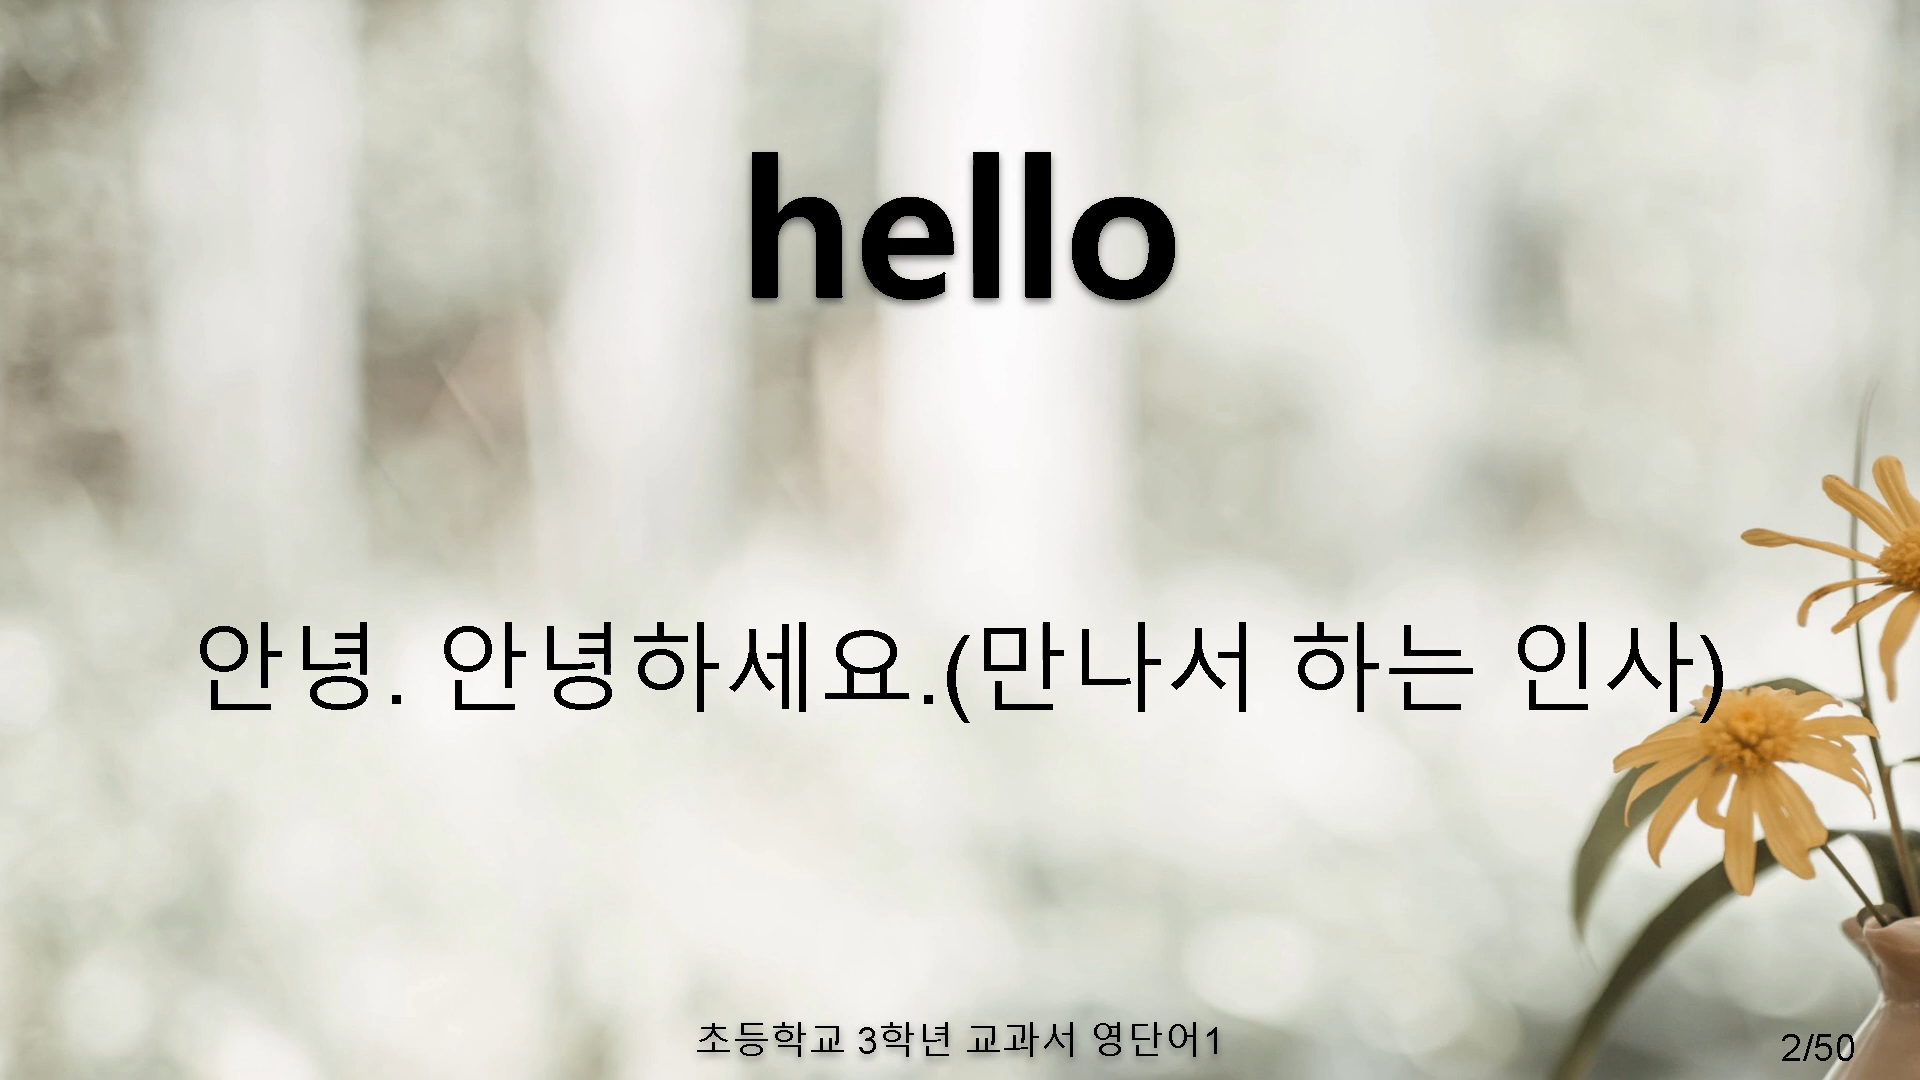 hello
안녕. 안녕하세요.(만나서 하는 인사)
초등학교 3학년 교과서 영단어1
2/50